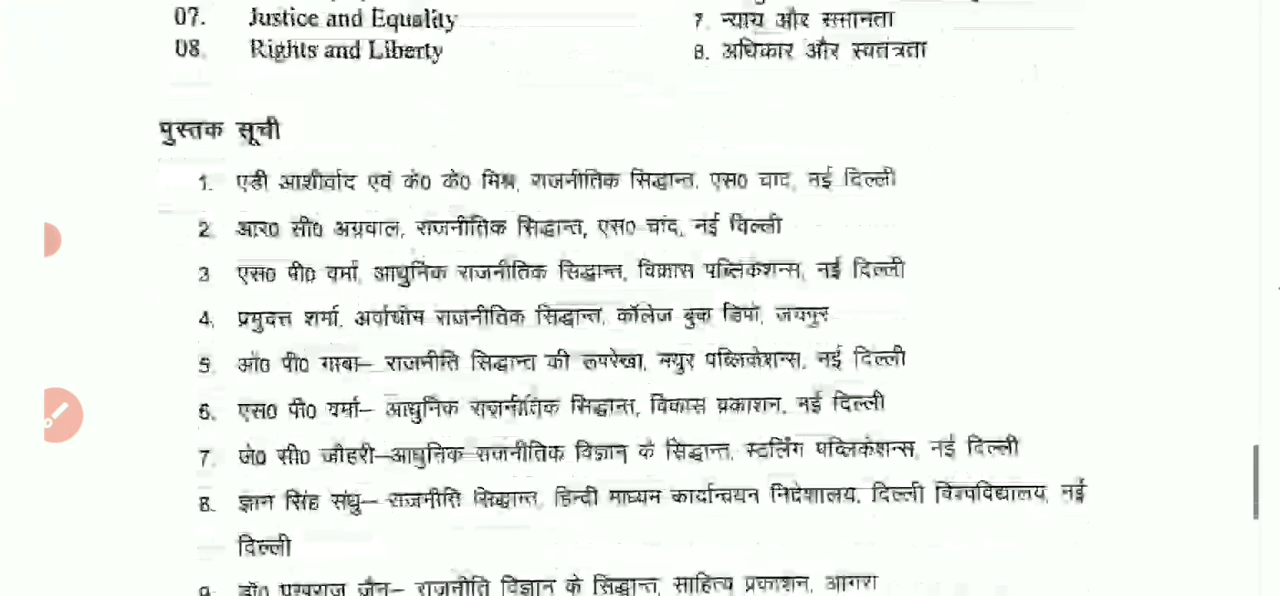 07. Justice and Equality 7. न्याय और समानता
08. Rights and Liberty 8. अधिकार और स्वतंत्रता
पुस्तक सूची
1. एडी आशीर्वाद एवं के0 के0 मिश्र, राजनीतिक सिद्धान्त, एस0 चाद, नई दिल्ली
2. आर0 सी0 अग्रवाल, राजनीतिक सिद्धान्त, एस0 चांद, नई दिल्ली
3 एस0 पी0 वर्मा, आधुनिक राजनीतिक सिद्धान्त, विकास पब्लिकेशन्स, नई दिल्ली
4. प्रमुदत्त शर्मा, राजनीतिक सिद्धान्त, कॉलेज बुक डिपो, जयपुर
5. ओ0 पी0 गाबा– राजनीति सिद्धान्त की रूपरेखा, मयुर पब्लिकेशन्स, नई दिल्ली
6. एस0 पी0 वर्मा– आधुनिक राजनीतिक सिद्धान्त, विकास प्रकाशन, नई दिल्ली
7. जे0 सी0 जौहरी–आधुनिक राजनीतिक विज्ञान के सिद्धान्त, स्टर्लिंग पब्लिकेशन्स, नई दिल्ली
8. ज्ञान सिंह संधु– राजनीति सिद्धान्त, हिन्दी माध्यम कार्यान्वयन निदेशालय, दिल्ली विश्वविद्यालय, नई
दिल्ली
9. डॉ0 जैन– राजनीति विज्ञान के सिद्धान्त, साहित्य प्रकाशन, आगरा